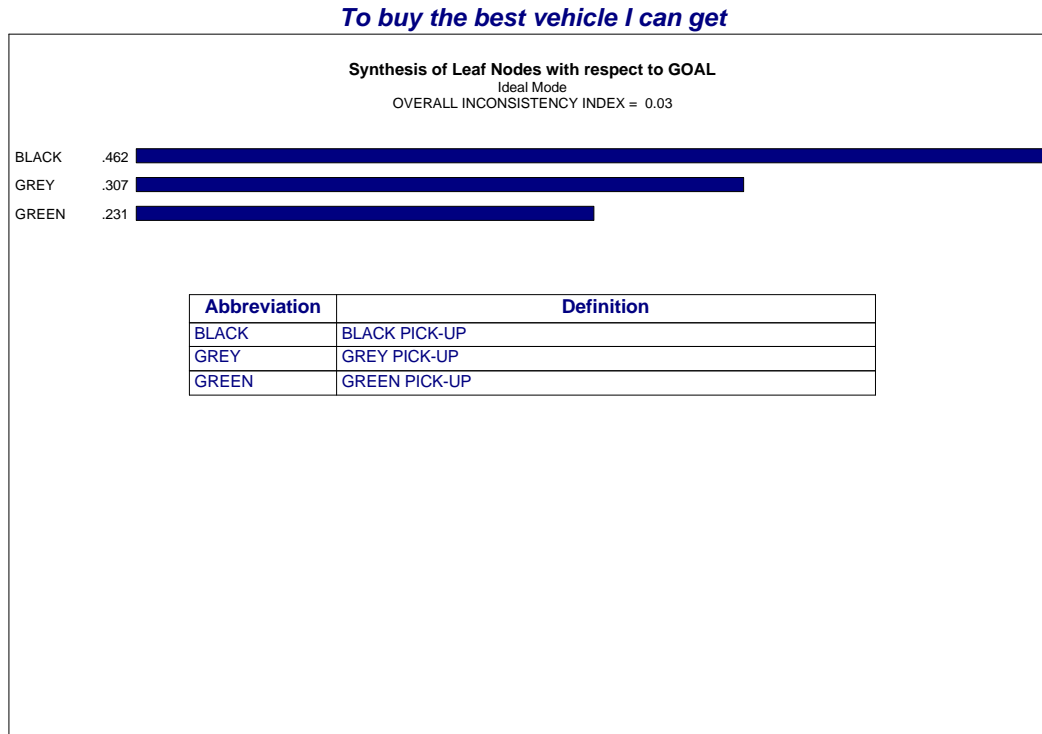 To buy the best vehicle I can get
Synthesis of Leaf Nodes with respect to GOAL
Ideal Mode
OVERALL INCONSISTENCY INDEX = 0.03
BLACK .462
GREY .307
GREEN .231
Abbreviation Definition
BLACK BLACK PICK-UP
GREY GREY PICK-UP
GREEN GREEN PICK-UP